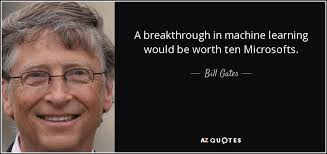 A breakthrough in machine learning
would be worth ten Microsofts.
Bill Gates
AZ QUOTES